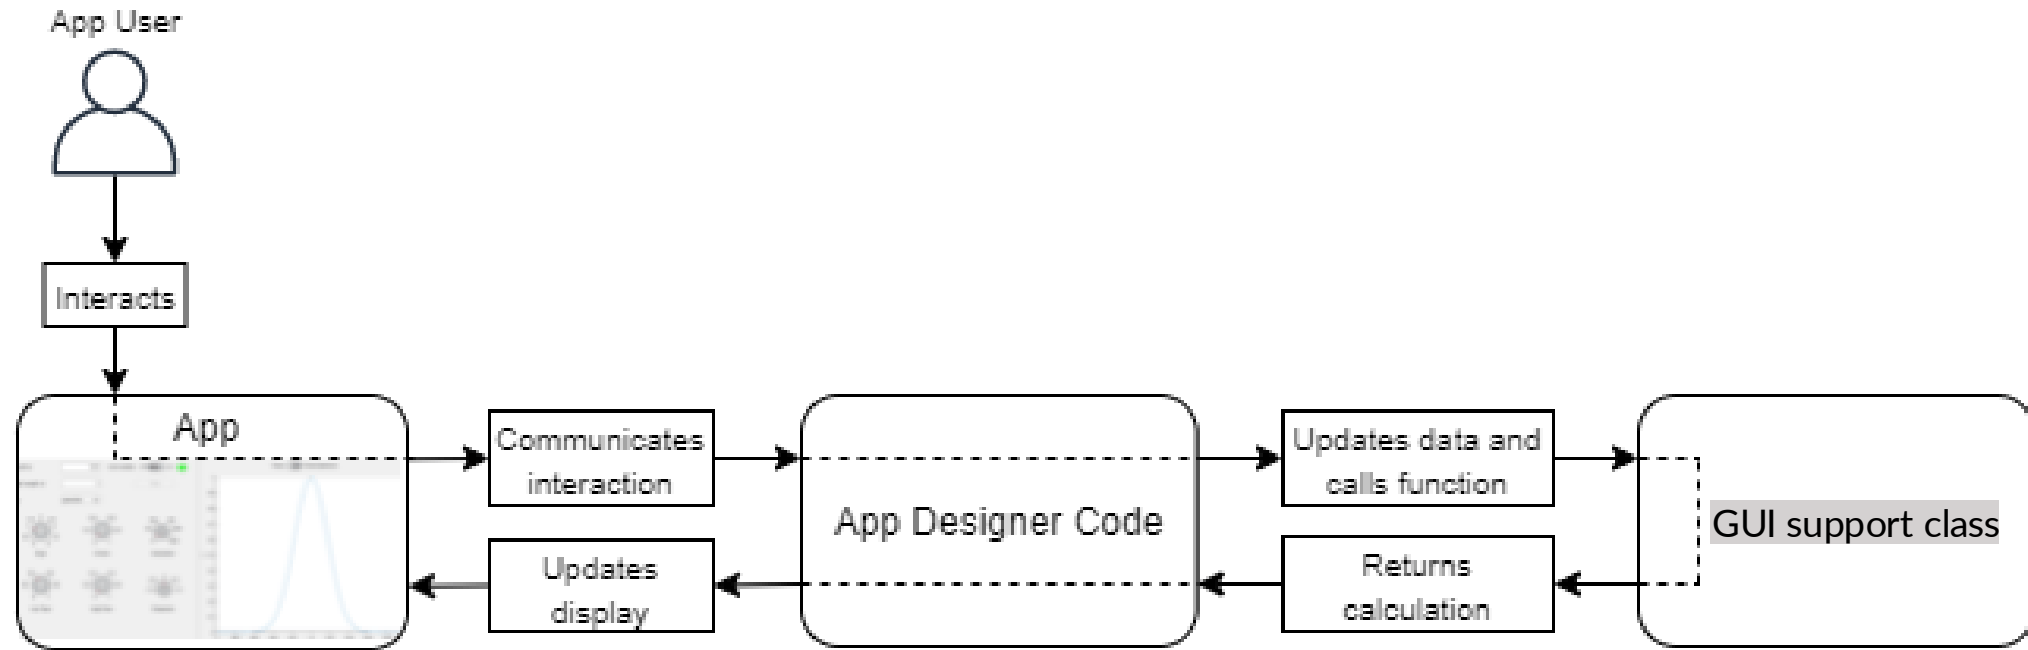 App User
Interacts
App
Communicates
interaction
Updates data and
calls function
App Designer Code
GUI support class
Updates
display
Returns
calculation